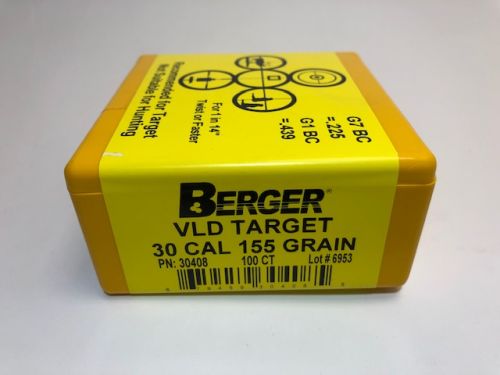 Recommended for Target
Not Suitable for Hunting
For 1 in 14"
Twist or Faster
G7 BC
=.225
G1 BC
=.439
BERGER
VLD TARGET
30 CAL 155 GRAIN
PN: 30408 100 CT Lot # 6953